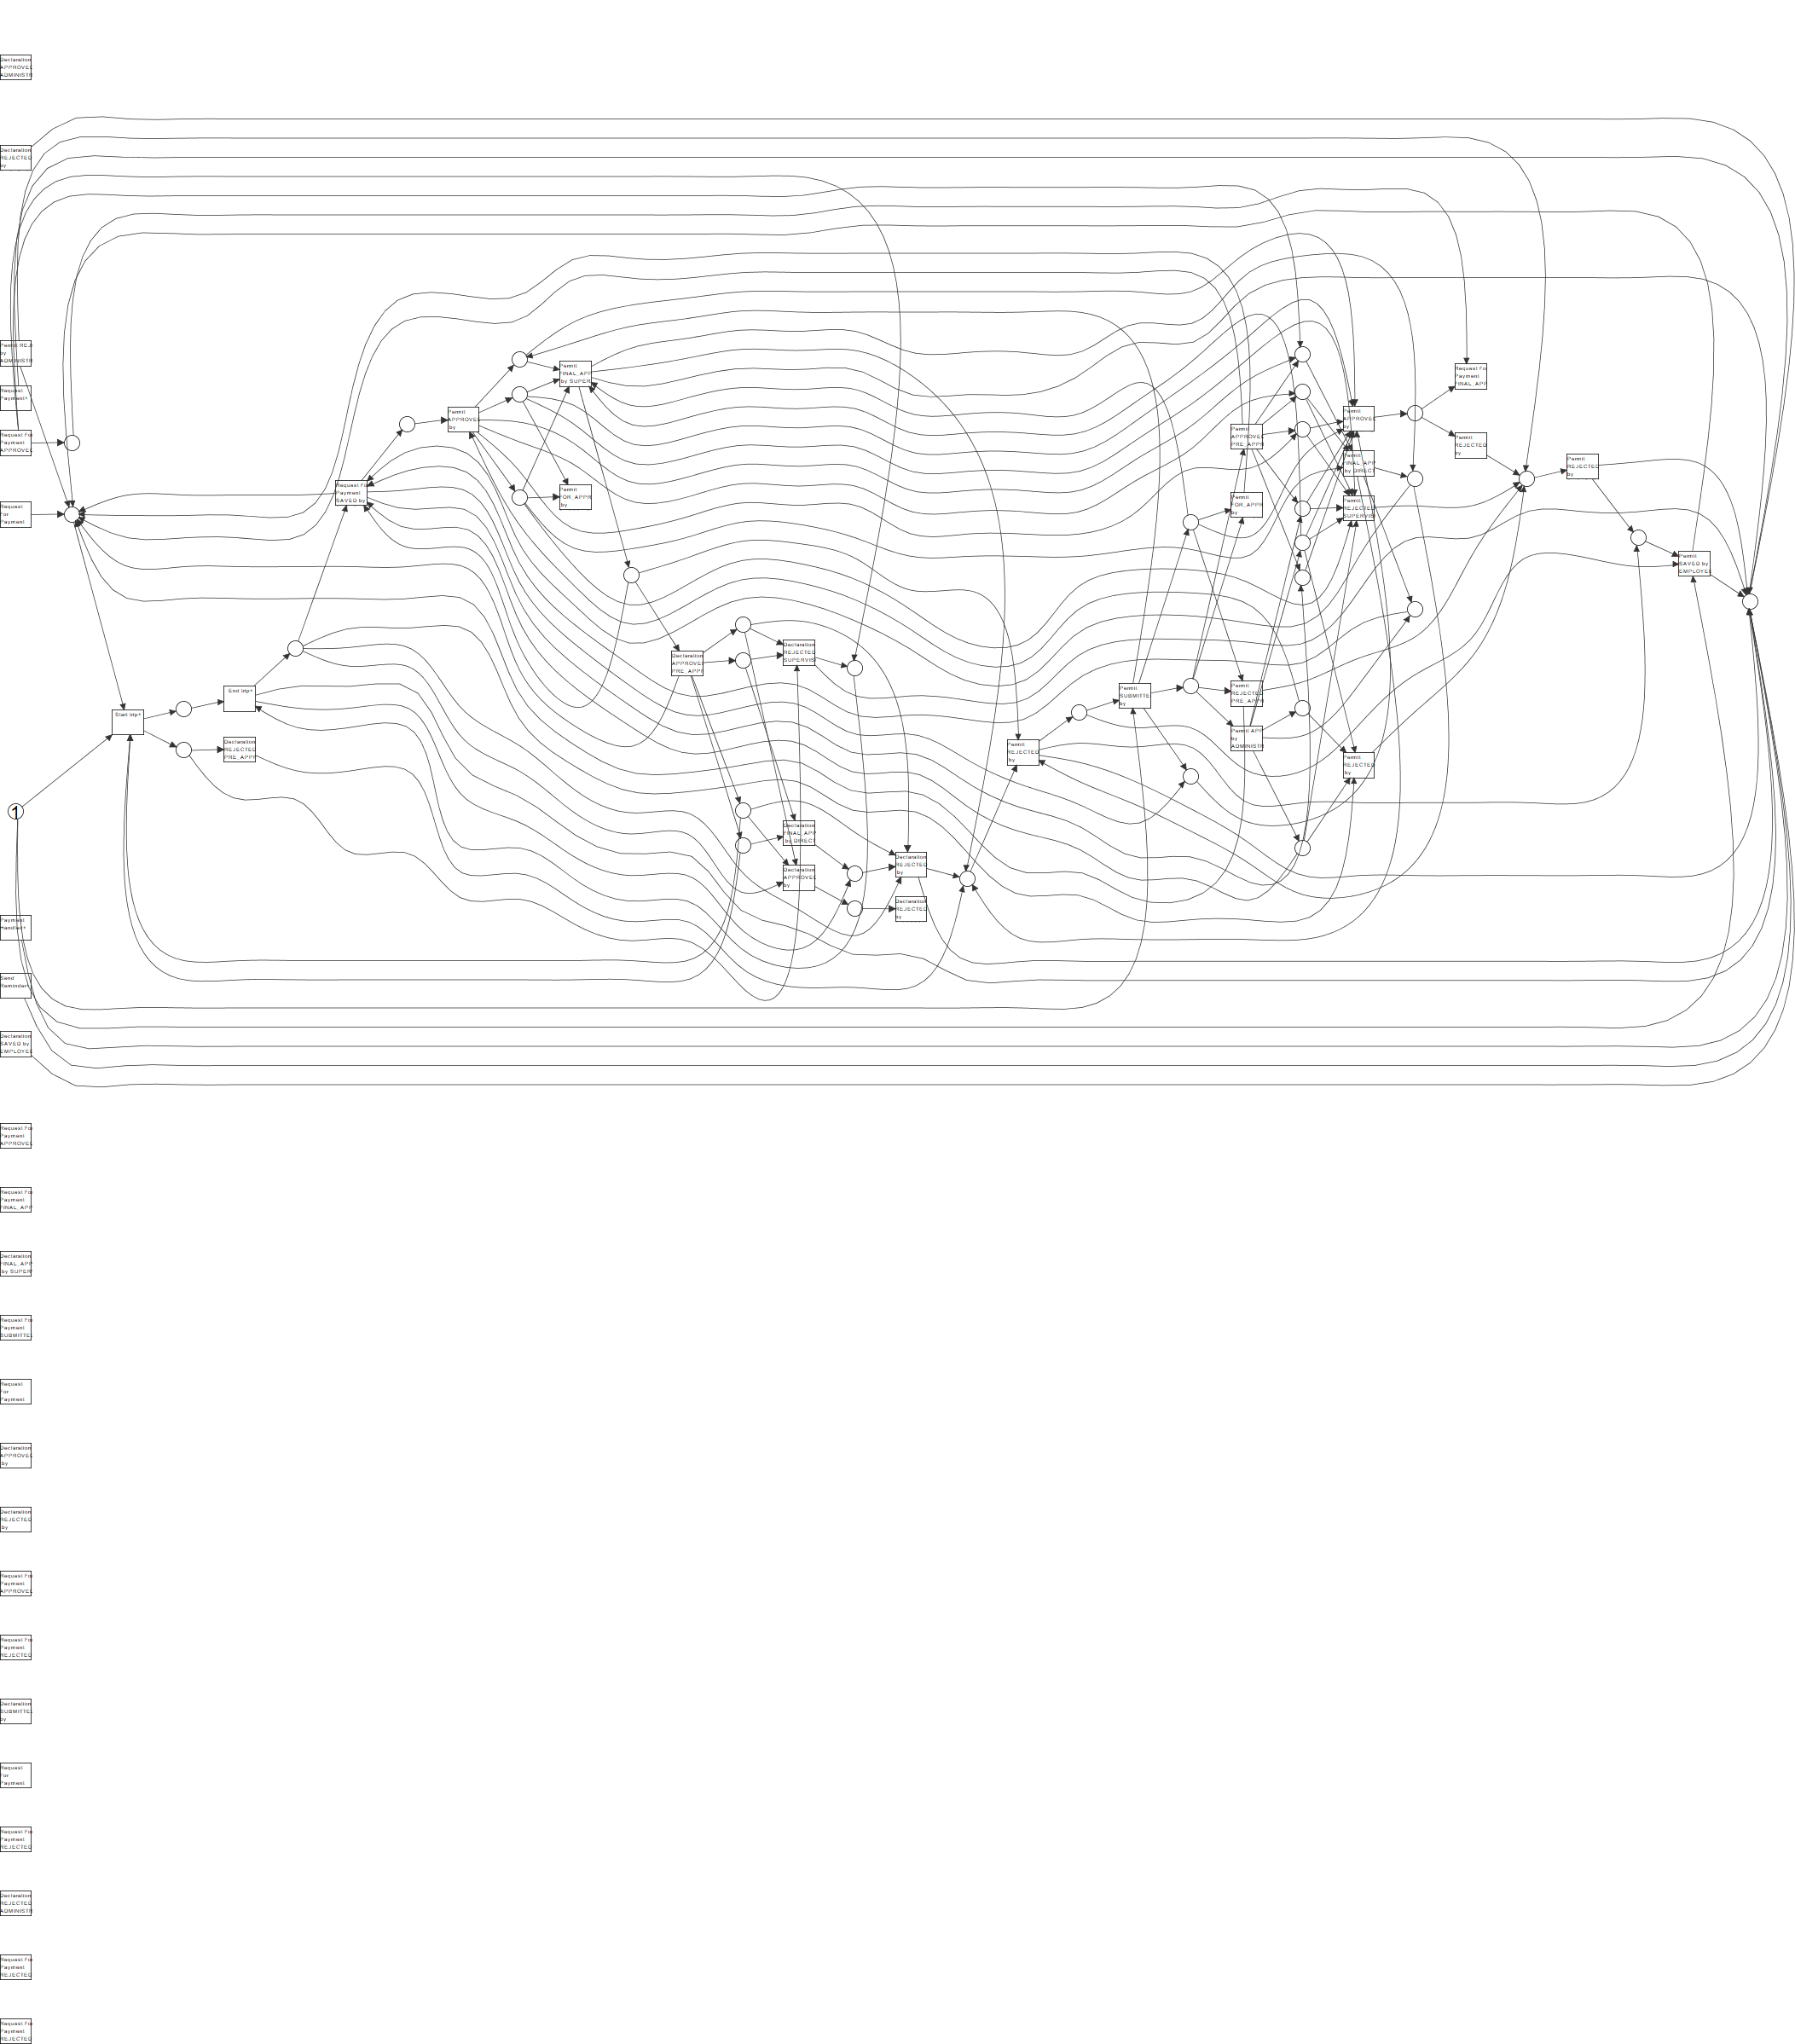 Declaration
APPROVED
ADMINISTR
Declaration
REJECTED
by
Permit REJ
by
ADMINISTR
Request
Payment
Request For
Payment
APPROVED
Request
For
Payment
1
Payment
Handled
Send
Reminder
Declaration
SAVED by
EMPLOYEE
Request For
Payment
APPROVED
Request For
Payment
FINAL_APP
Declaration
FINAL_APP
by SUPER
Request For
Payment
SUBMITTE
Request
For
Payment
Declaration
APPROVED
by
Declaration
REJECTED
by
Request For
Payment
APPROVED
Request For
Payment
REJECTED
Declaration
SUBMITTE
by
Request
For
Payment
Request For
Payment
REJECTED
Declaration
REJECTED
ADMINISTR
Request For
Payment
REJECTED
Request For
Payment
REJECTED
Start trip
End trip
Declaration
REJECTED
PRE_APPR
Request For
Payment
SAVED by
Permit
APPROVED
by
Permit
FINAL_APP
by SUPER
Permit
FOR_APPR
by
Declaration
APPROVED
PRE_APPR
Declaration
REJECTED
SUPERVIS
Declaration
FINAL_APP
by DIRECT
Declaration
APPROVED
by
Declaration
REJECTED
by
Declaration
REJECTED
by
Permit
REJECTED
by
Permit
SUBMITTE
by
Permit
APPROVED
PRE_APPR
Permit
FOR_APPR
by
Permit
REJECTED
PRE_APPR
Permit APP
by
ADMINISTR
Permit
APPROVED
by
Permit
FINAL_APP
by DIRECT
Permit
REJECTED
SUPERVIS
Permit
REJECTED
by
Request For
Payment
FINAL_APP
Permit
REJECTED
by
Permit
REJECTED
by
Permit
SAVED by
EMPLOYEE